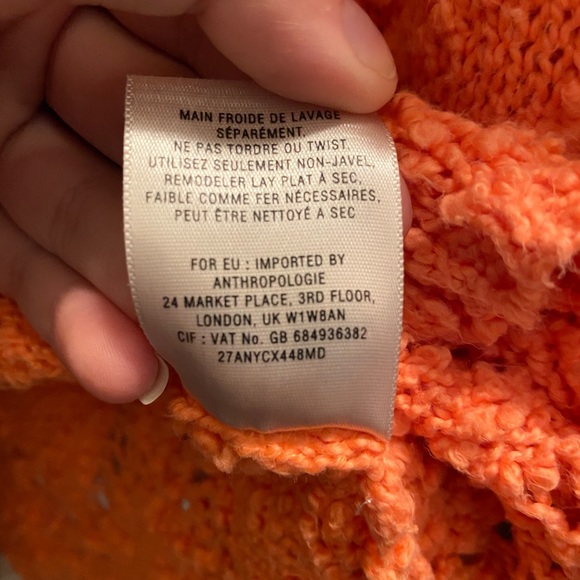 MAIN FROIDE DE LAVAGE
SÉPARÉMENT.
NE PAS TORDRE OU TWIST.
UTILISEZ SEULEMENT NON-JAVEL,
REMODELER LAY PLAT À SEC,
FAIBLE COMME FER NÉCESSAIRES,
PEUT ÊTRE NETTOYÉ A SEC
FOR EU : IMPORTED BY
ANTHROPOLOGIE
24 MARKET PLACE, 3RD FLOOR,
LONDON, UK W1W8AN
CIF : VAT No. GB 684936382
27ANYCX448MD